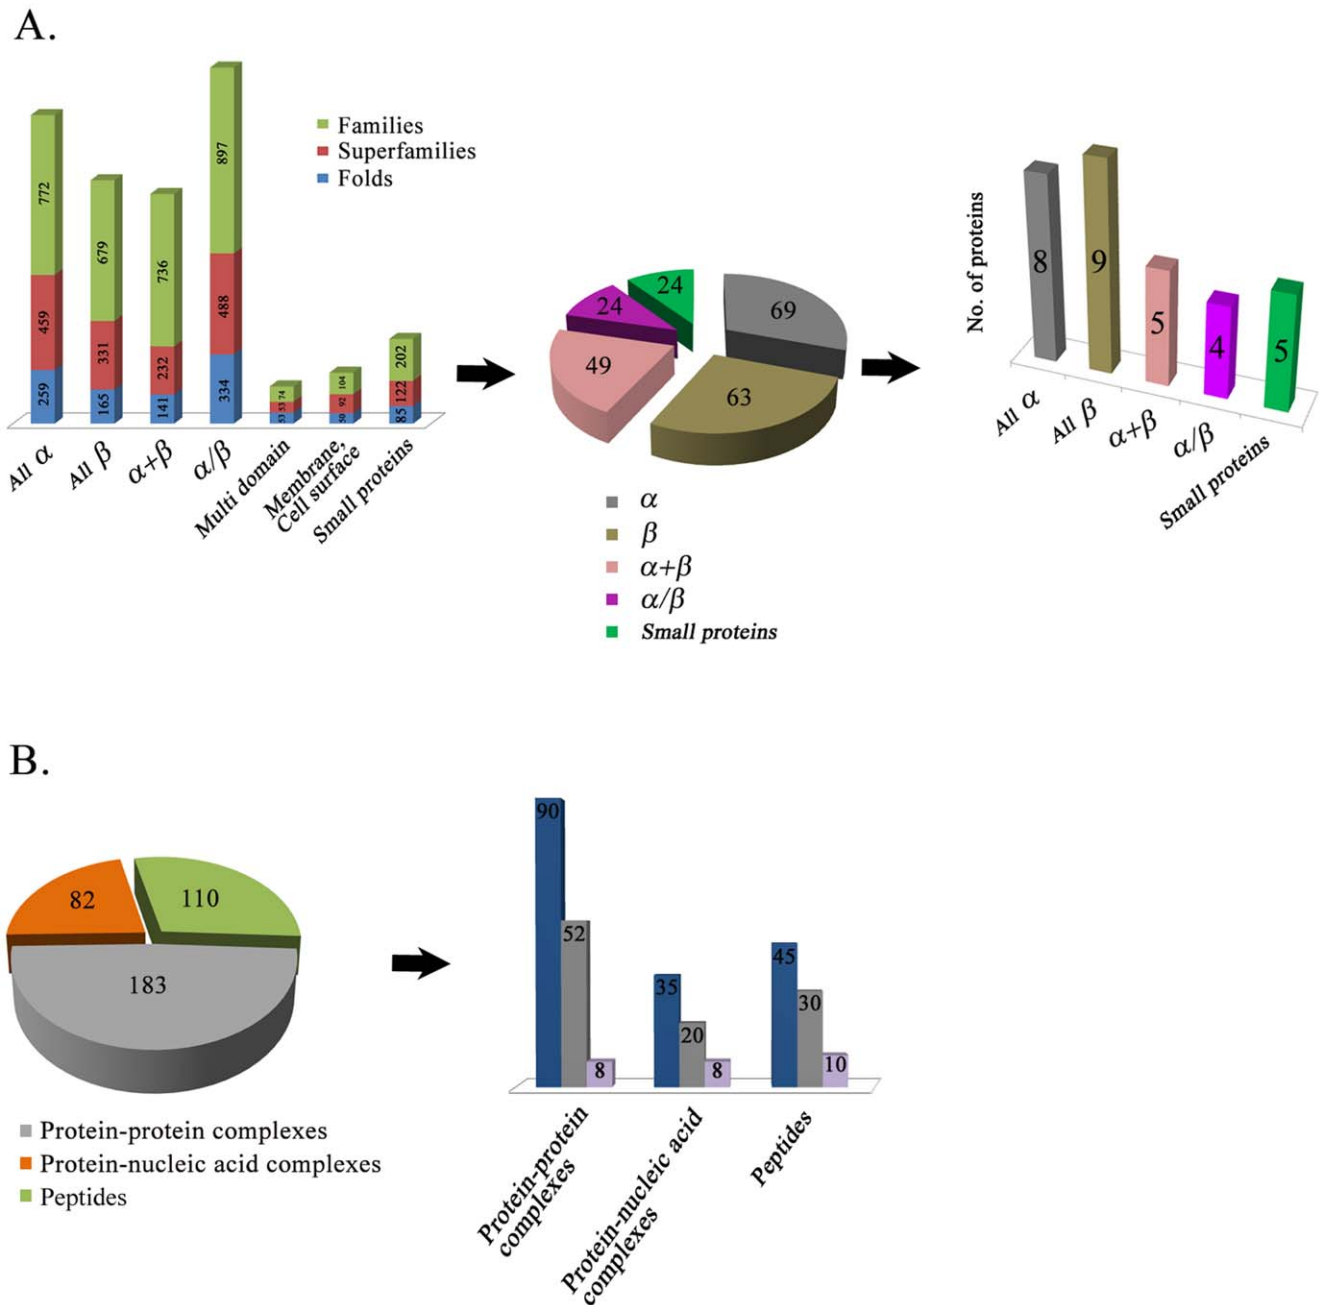 A.
Families
Superfamilies
Folds
772
459
259
679
331
165
736
232
141
897
488
334
74
53
53
104
92
50
202
122
85
All α
All β
α+β
α/β
Multi domain
Membrane,
Cell surface
Small proteins
69
63
49
24
24
α
β
α+β
α/β
Small proteins
No. of proteins
8
9
5
4
5
All α
All β
α+β
α/β
Small proteins
B.
82
110
183
Protein-protein complexes
Protein-nucleic acid complexes
Peptides
90
52
8
35
20
8
45
30
10
Protein-protein
complexes
Protein-nucleic acid
complexes
Peptides